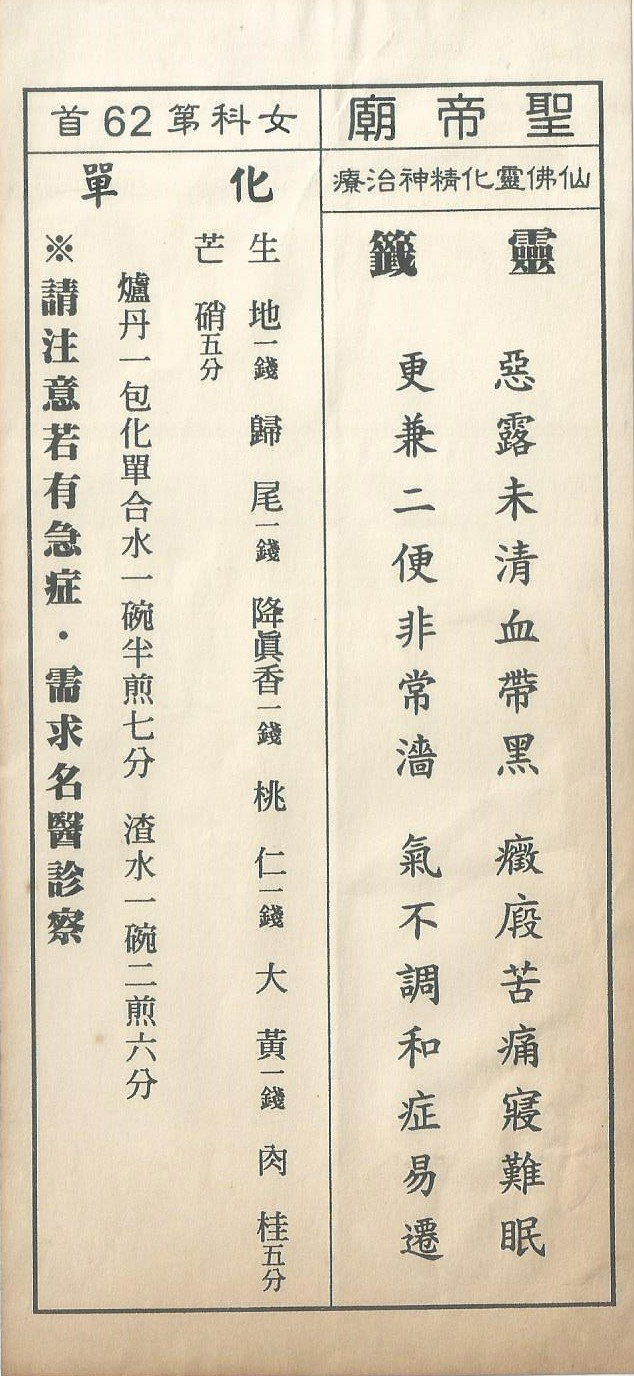 聖帝廟
仙佛靈化精神治療
靈籤
惡露未清血帶黑　癥瘕苦痛寢難眠
更兼二便非常濇　氣不調和症易遷
女科第62首
化單
生地一錢　歸尾一錢　降眞香一錢　桃仁一錢　大黃一錢　肉桂五分
芒硝五分
爐丹一包化單合水一碗半煎七分　渣水一碗二煎六分
※請注意若有急症・需求名醫診察